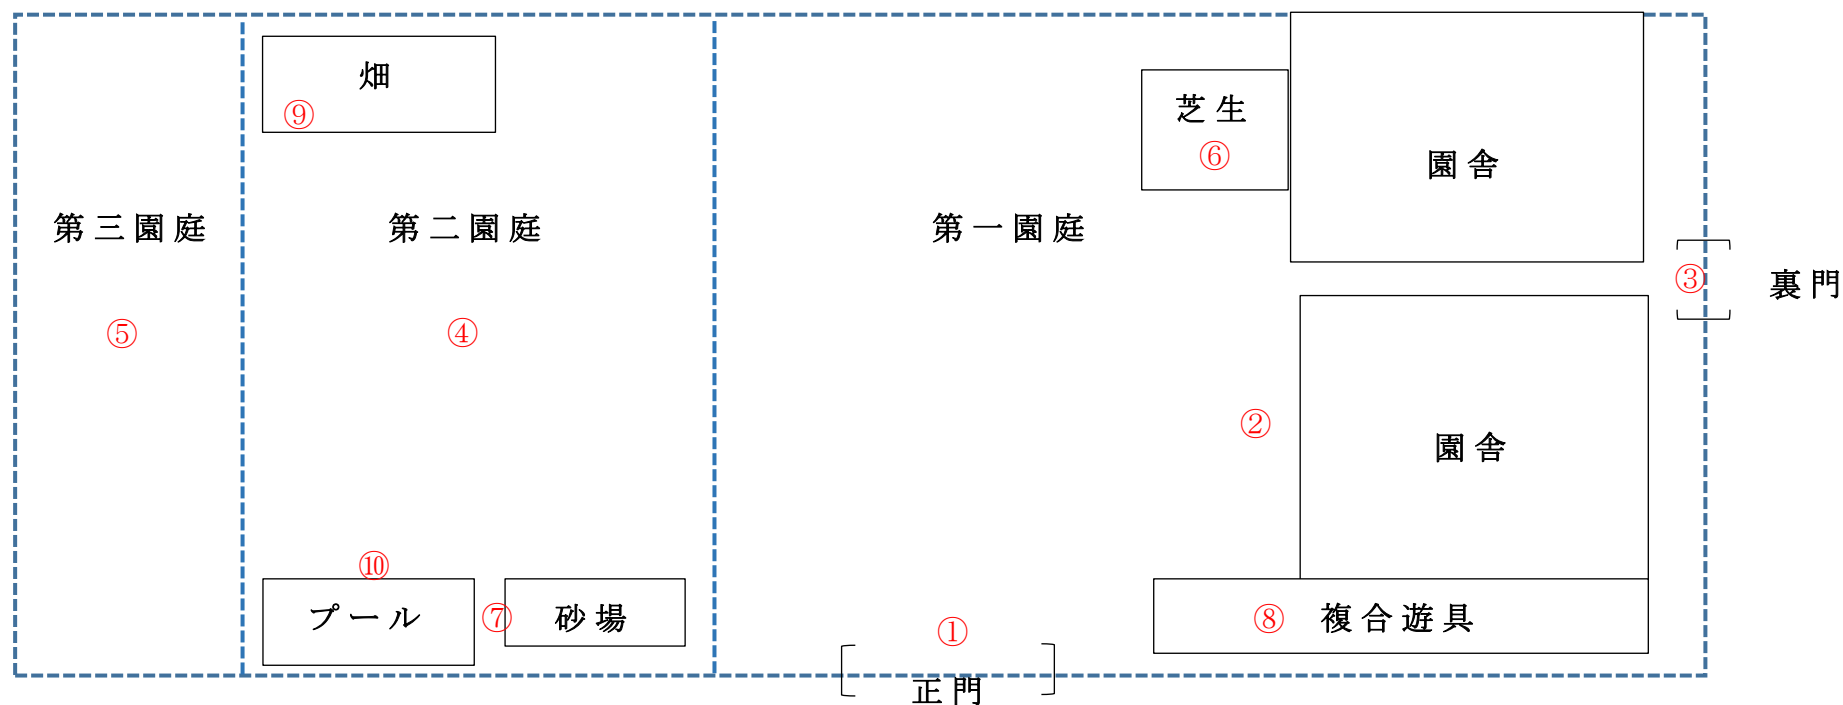 畑
⑨
芝生
⑥
園舎
第三園庭
第二園庭
第一園庭
③
裏門
⑤
④
②
園舎
⑩
プール
⑦
砂場
①
⑧
複合遊具
正門